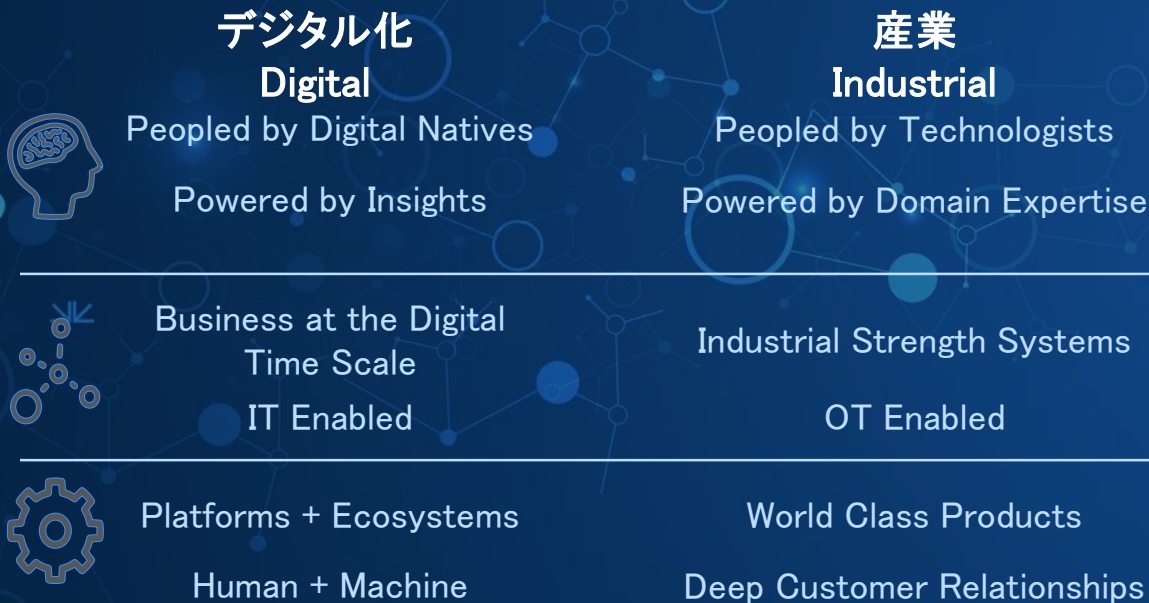 デジタル化
Digital
Peopled by Digital Natives
Powered by Insights
産業
Industrial
Peopled by Technologists
Powered by Domain Expertise
Business at the Digital
Time Scale
IT Enabled
Industrial Strength Systems
OT Enabled
Platforms + Ecosystems
Human + Machine
World Class Products
Deep Customer Relationships